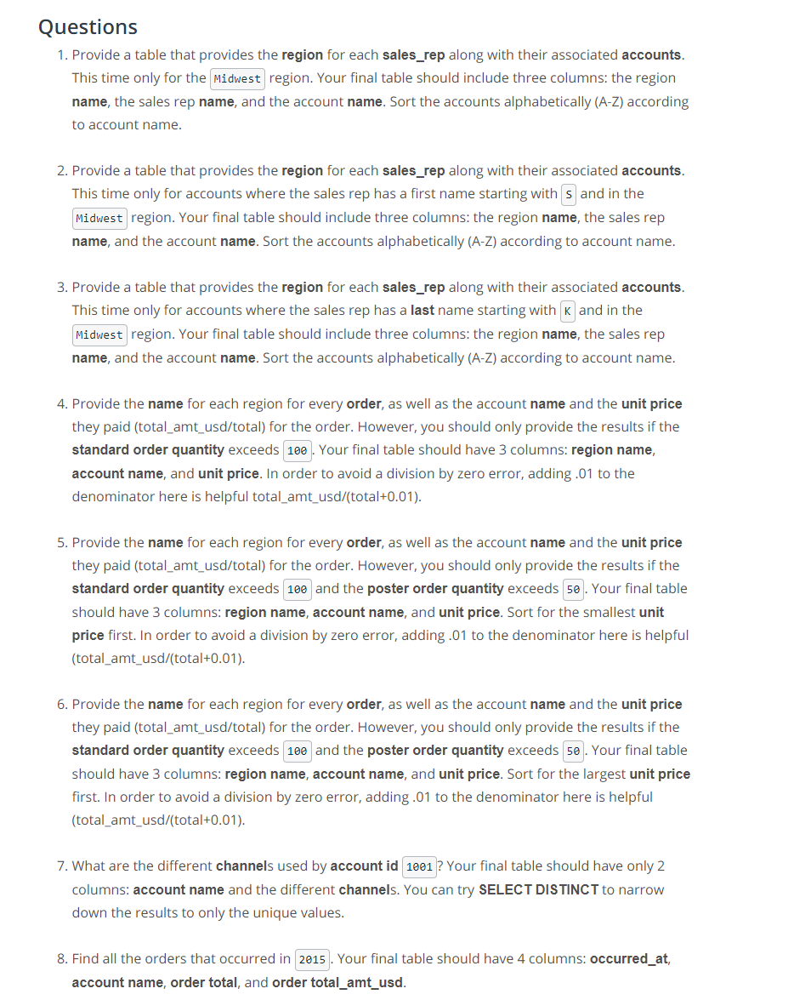 Questions
1. Provide a table that provides the region for each sales_rep along with their associated accounts.
This time only for the Midwest region. Your final table should include three columns: the region
name, the sales rep name, and the account name. Sort the accounts alphabetically (A-Z) according
to account name.
2. Provide a table that provides the region for each sales_rep along with their associated accounts.
This time only for accounts where the sales rep has a first name starting with S and in the
Midwest region. Your final table should include three columns: the region name, the sales rep
name, and the account name. Sort the accounts alphabetically (A-Z) according to account name.
3. Provide a table that provides the region for each sales_rep along with their associated accounts.
This time only for accounts where the sales rep has a last name starting with K and in the
Midwest region. Your final table should include three columns: the region name, the sales rep
name, and the account name. Sort the accounts alphabetically (A-Z) according to account name.
4. Provide the name for each region for every order, as well as the account name and the unit price
they paid (total_amt_usd/total) for the order. However, you should only provide the results if the
standard order quantity exceeds 100. Your final table should have 3 columns: region name,
account name, and unit price. In order to avoid a division by zero error, adding .01 to the
denominator here is helpful total_amt_usd/(total+0.01).
5. Provide the name for each region for every order, as well as the account name and the unit price
they paid (total_amt_usd/total) for the order. However, you should only provide the results if the
standard order quantity exceeds 100 and the poster order quantity exceeds 50. Your final table
should have 3 columns: region name, account name, and unit price. Sort for the smallest unit
price first. In order to avoid a division by zero error, adding .01 to the denominator here is helpful
(total_amt_usd/(total+0.01).
6. Provide the name for each region for every order, as well as the account name and the unit price
they paid (total_amt_usd/total) for the order. However, you should only provide the results if the
standard order quantity exceeds 100 and the poster order quantity exceeds 50. Your final table
should have 3 columns: region name, account name, and unit price. Sort for the largest unit price
first. In order to avoid a division by zero error, adding .01 to the denominator here is helpful
(total_amt_usd/(total+0.01).
7. What are the different channels used by account id 1001? Your final table should have only 2
columns: account name and the different channels. You can try SELECT DISTINCT to narrow
down the results to only the unique values.
8. Find all the orders that occurred in 2015. Your final table should have 4 columns: occurred_at,
account name, order total, and order total_amt_usd.